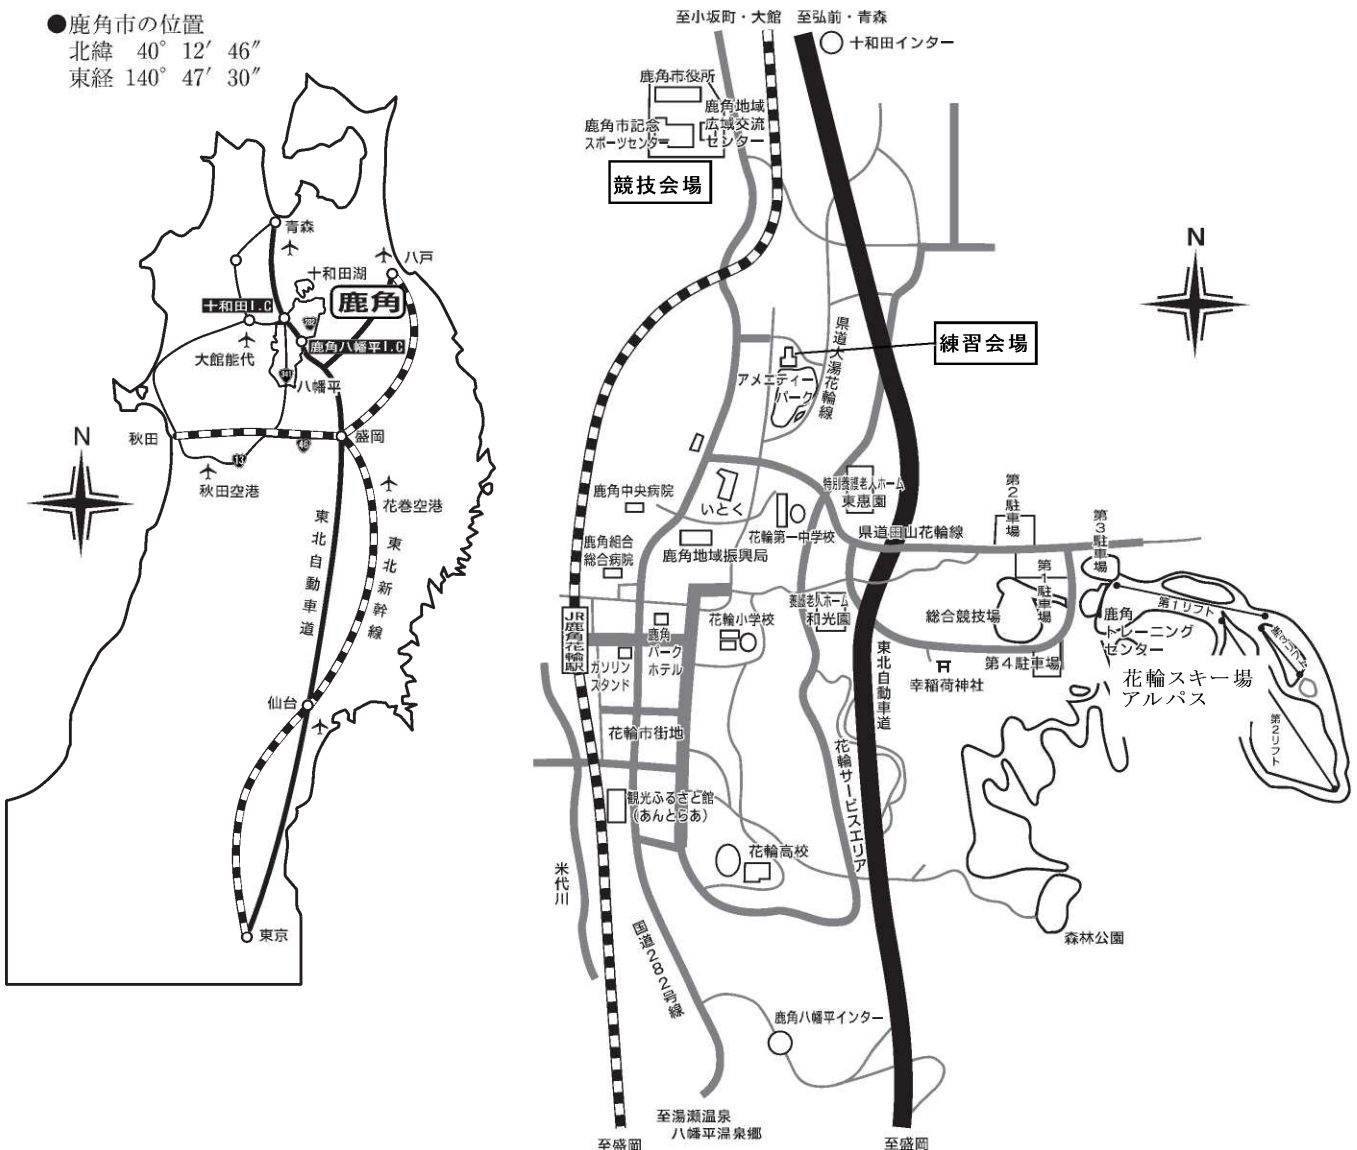 ●鹿角市の位置
北緯 40° 12′ 46″
東経 140° 47′ 30″
青森
八戸
十和田湖
十和田I.C
鹿角
大館能代
鹿角八幡平I.C
341
八幡平
秋田
盛岡
46
13
秋田空港
花巻空港
東北自動車道
東北新幹線
仙台
東京
N
至小坂町・大館
至弘前・青森
十和田インター
鹿角市役所
鹿角地域
広域交流
センター
鹿角市記念
スポーツセンター
競技会場
N
県道大湯花輪線
練習会場
アメニティー
パーク
鹿角中央病院
いとく
特別養護老人ホーム
東恵園
花輪第一中学校
県道田山花輪線
第2駐車場
第3駐車場
鹿角組合
総合病院
鹿角地域振興局
第1駐車場
養護老人ホーム
和光園
総合競技場
第1リフト
鹿角
トレーニング
センター
第3リフト
JR鹿角花輪駅
鹿角
パーク
ホテル
花輪小学校
ガソリン
スタンド
東北自動車道
幸稲荷神社
第4駐車場
花輪スキー場
アルパス
第2リフト
花輪市街地
花輪サービスエリア
観光ふるさと館
(あんとらあ)
花輪高校
米代川
国道282号線
森林公園
鹿角八幡平インター
至湯瀬温泉
八幡平温泉郷
至盛岡
至盛岡